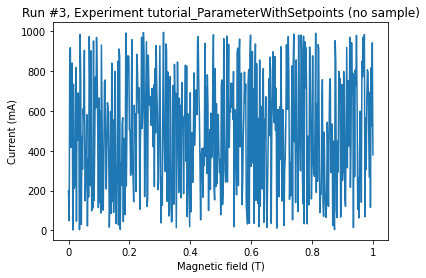 Run #3, Experiment tutorial_ParameterWithSetpoints (no sample)
1000
800
600
400
200
0
Current (mA)
0 0.2 0.4 0.6 0.8 1
Magnetic field (T)